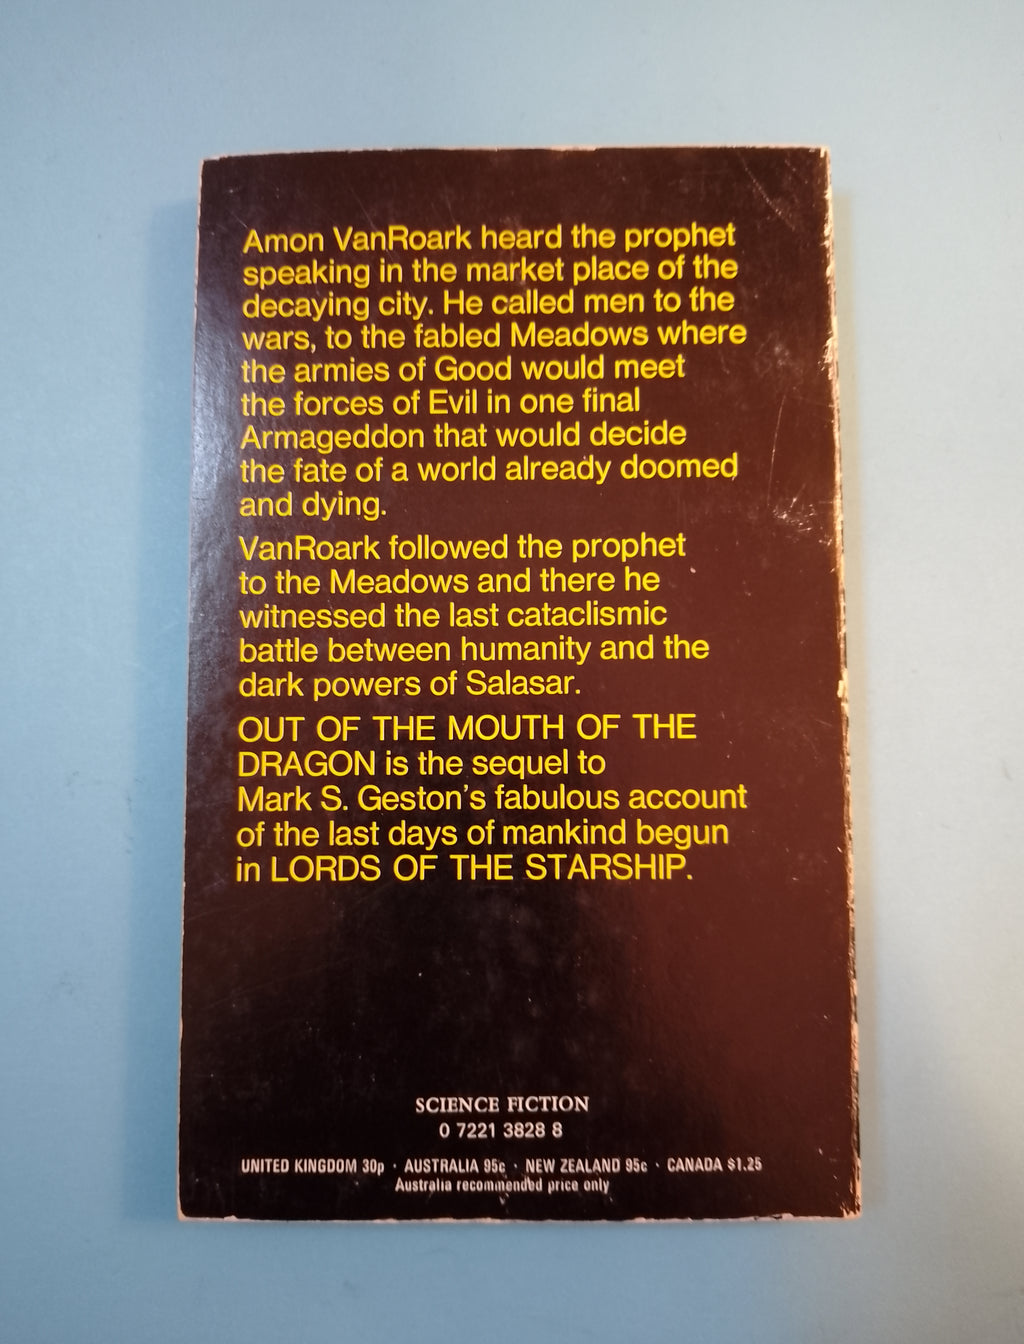 Amon VanRoark heard the prophet
speaking in the market place of the
decaying city. He called men to the
wars, to the fabled Meadows where
the armies of Good would meet
the forces of Evil in one final
Armageddon that would decide
the fate of a world already doomed
and dying.
VanRoark followed the prophet
to the Meadows and there he
witnessed the last cataclismic
battle between humanity and the
dark powers of Salasar.
OUT OF THE MOUTH OF THE
DRAGON is the sequel to
Mark S. Geston's fabulous account
of the last days of mankind begun
in LORDS OF THE STARSHIP.
SCIENCE FICTION
0 7221 3828 8
UNITED KINGDOM 30p · AUSTRALIA 95c · NEW ZEALAND 95c · CANADA $1.25
Australia recommended price only